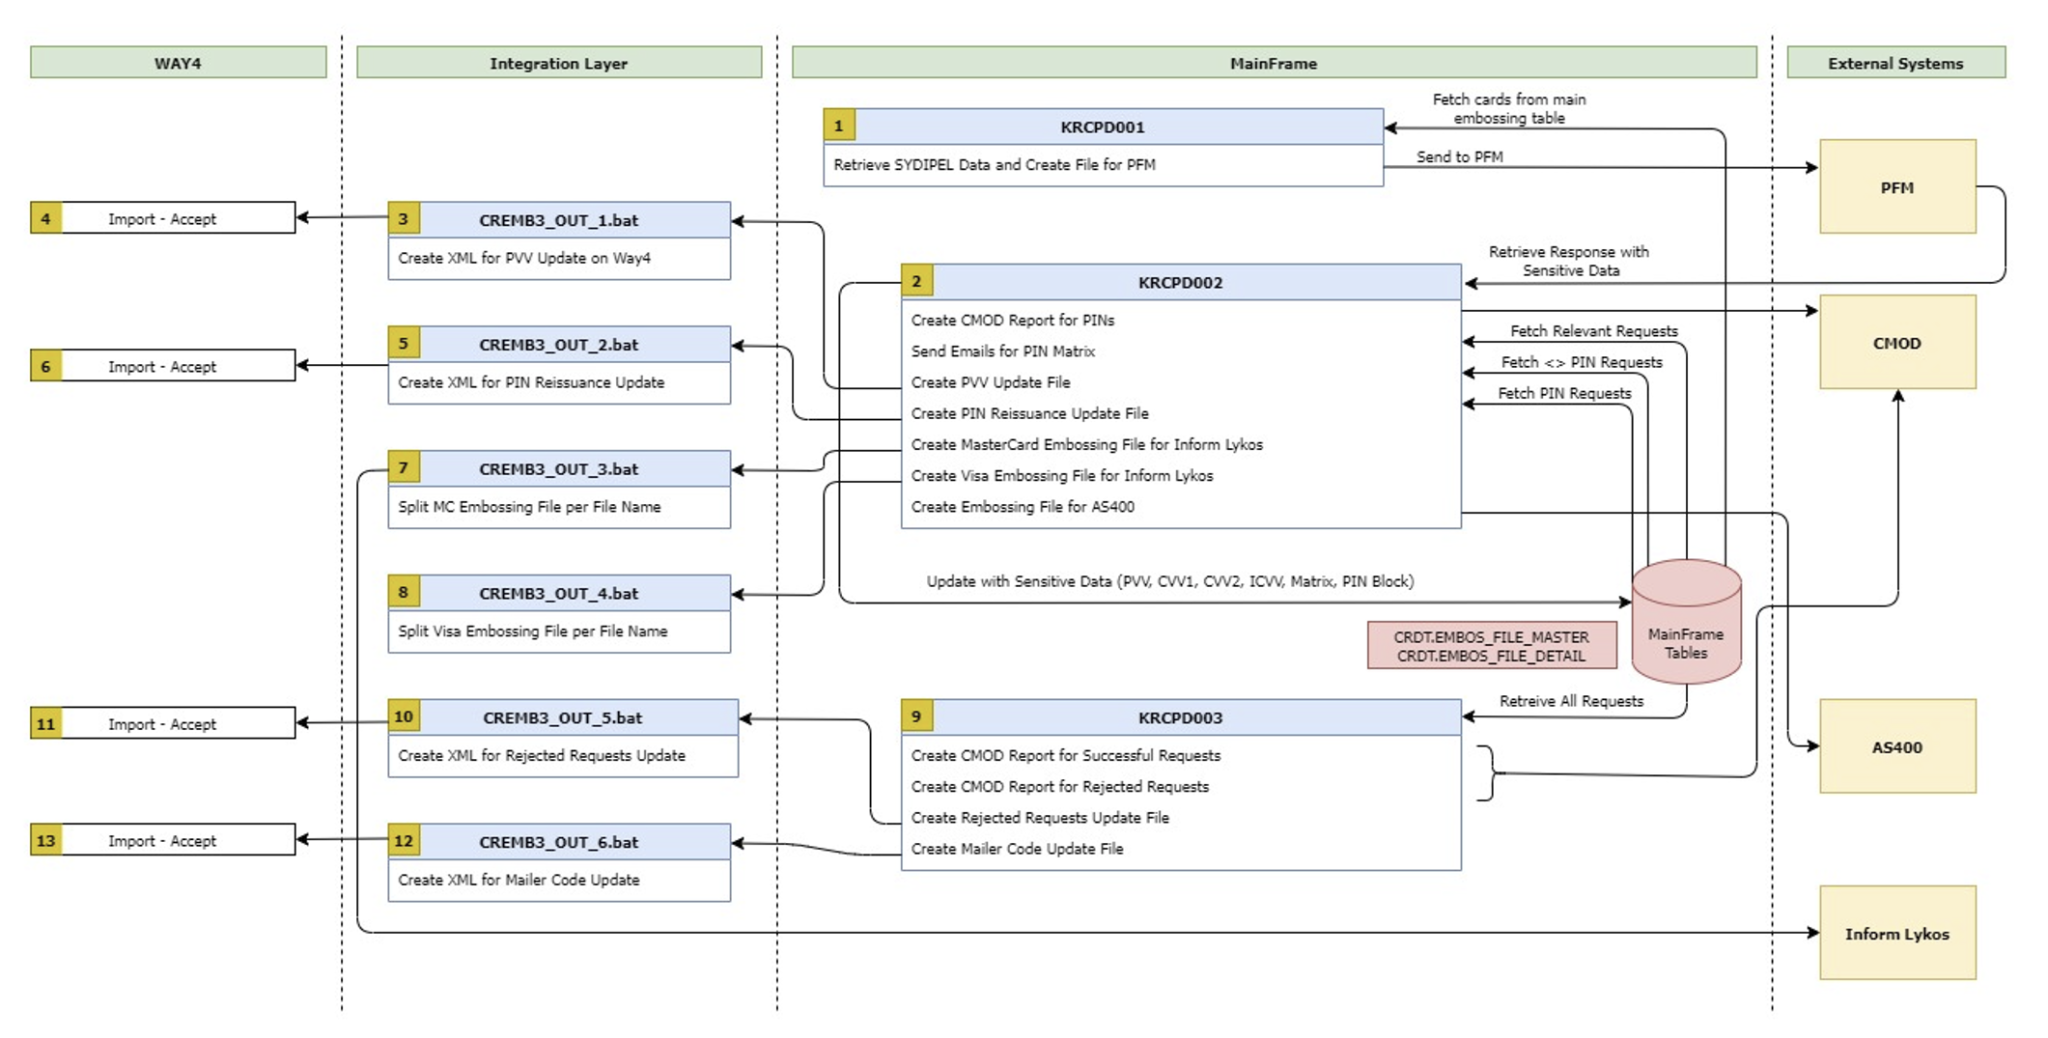 WAY4
Integration Layer
MainFrame
External Systems
1
KRCPD001
Retrieve SYDIPEL Data and Create File for PFM
Fetch cards from main
embossing table
Send to PFM
PFM
4
Import - Accept
3
CREMB3_OUT_1.bat
Create XML for PVV Update on Way4
2
KRCPD002
Create CMOD Report for PINs
Send Emails for PIN Matrix
Create PVV Update File
Create PIN Reissuance Update File
Create MasterCard Embossing File for Inform Lykos
Create Visa Embossing File for Inform Lykos
Create Embossing File for AS400
Retrieve Response with
Sensitive Data
Fetch Relevant Requests
Fetch <> PIN Requests
Fetch PIN Requests
CMOD
6
Import - Accept
5
CREMB3_OUT_2.bat
Create XML for PIN Reissuance Update
7
CREMB3_OUT_3.bat
Split MC Embossing File per File Name
8
CREMB3_OUT_4.bat
Split Visa Embossing File per File Name
Update with Sensitive Data (PVV, CVV1, CVV2, ICVV, Matrix, PIN Block)
CRDT.EMBOS_FILE_MASTER
CRDT.EMBOS_FILE_DETAIL
MainFrame
Tables
11
Import - Accept
10
CREMB3_OUT_5.bat
Create XML for Rejected Requests Update
9
KRCPD003
Create CMOD Report for Successful Requests
Create CMOD Report for Rejected Requests
Create Rejected Requests Update File
Create Mailer Code Update File
Retreive All Requests
AS400
13
Import - Accept
12
CREMB3_OUT_6.bat
Create XML for Mailer Code Update
Inform Lykos